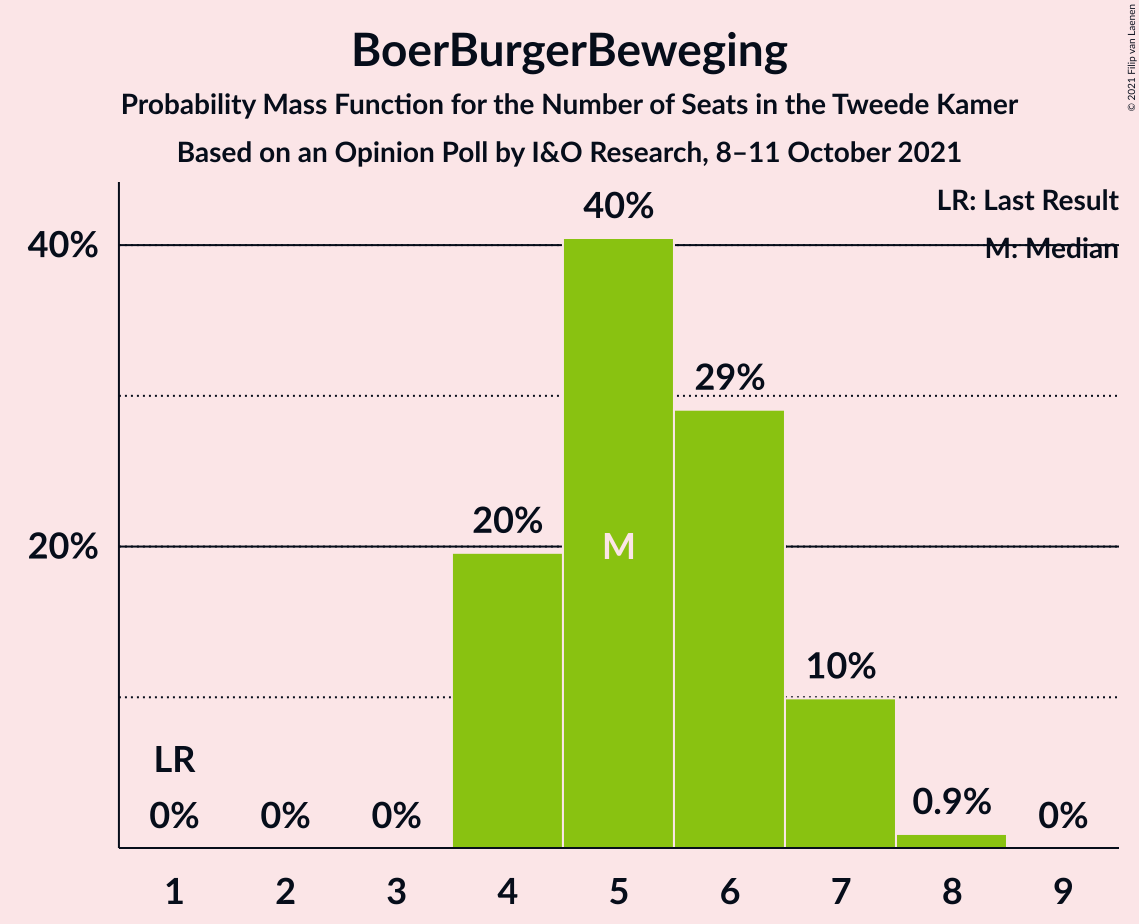 BoerBurgerBeweging
Probability Mass Function for the Number of Seats in the Tweede Kamer
Based on an Opinion Poll by I&O Research, 8–11 October 2021
© 2021 Filip van Laenen
LR: Last Result
M: Median
40%
20%
LR
0%
0%
0%
20%
40%
M
29%
10%
0.9%
0%
1 2 3 4 5 6 7 8 9